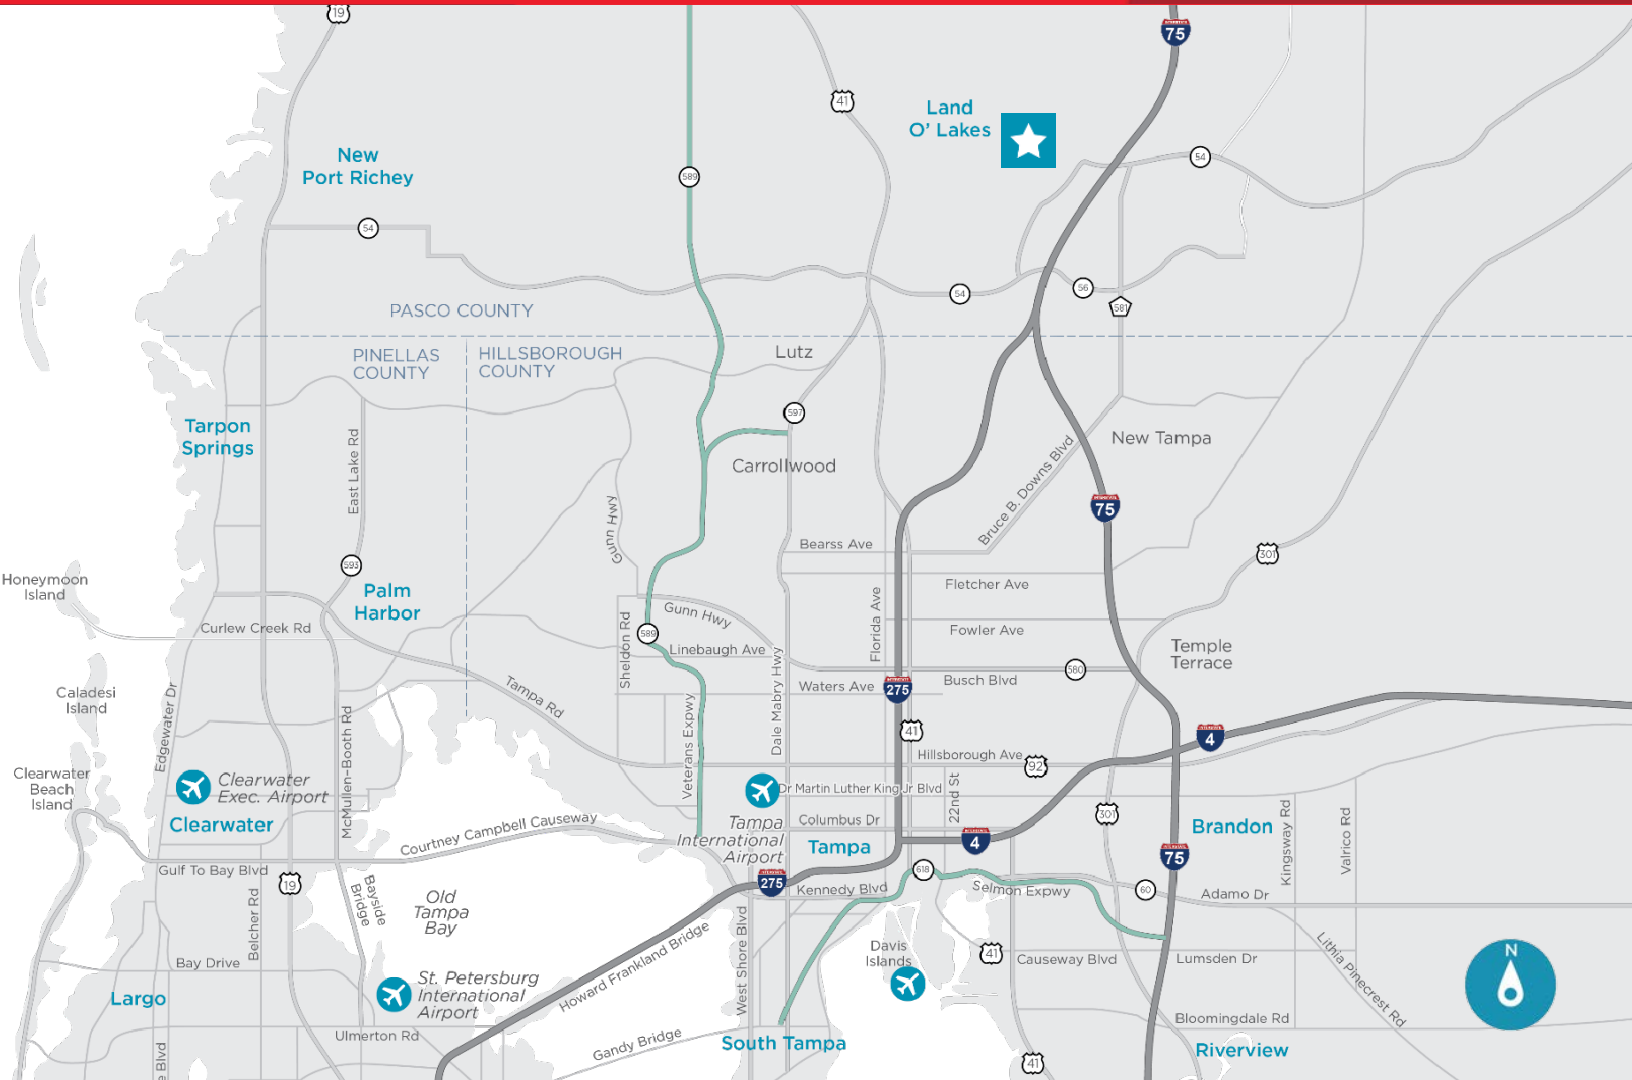 19
75
41
Land
O' Lakes
New
Port Richey
54
589
54
54
56
581
PASCO COUNTY
PINELLAS
COUNTY
HILLSBOROUGH
COUNTY
Lutz
597
Tarpon
Springs
East Lake Rd
Carrollwood
New Tampa
Bruce B. Downs Blvd
75
Gunn Hwy
Bearss Ave
301
593
Honeymoon
Island
Palm
Harbor
Fletcher Ave
Gunn Hwy
Curlew Creek Rd
Sheldon Rd
589
Florida Ave
Fowler Ave
Linebaugh Ave
Temple
Terrace
580
Busch Blvd
Waters Ave
275
Caladesi
Island
Edgewater Dr
Tampa Rd
McMullen-Booth Rd
Veterans Expwy
Dale Mabry Hwy
41
4
Hillsborough Ave
92
Clearwater
Beach
Island
Clearwater
Exec. Airport
Dr Martin Luther King Jr Blvd
22nd St
Clearwater
Courtney Campbell Causeway
Tampa
International
Airport
Columbus Dr
Tampa
4
301
Brandon
Kingsway Rd
Valrico Rd
75
Gulf To Bay Blvd
19
Belcher Rd
Bayside
Bridge
Old
Tampa
Bay
275
Kennedy Blvd
618
Selmon Expwy
60
Adamo Dr
Howard Frankland Bridge
West Shore Blvd
Davis
Islands
41
Causeway Blvd
Lumsden Dr
Lithia Pinecrest Rd
N
Bay Drive
Largo
St. Petersburg
International
Airport
Ulmerton Rd
Gandy Bridge
South Tampa
Bloomingdale Rd
Riverview
41
e Blvd